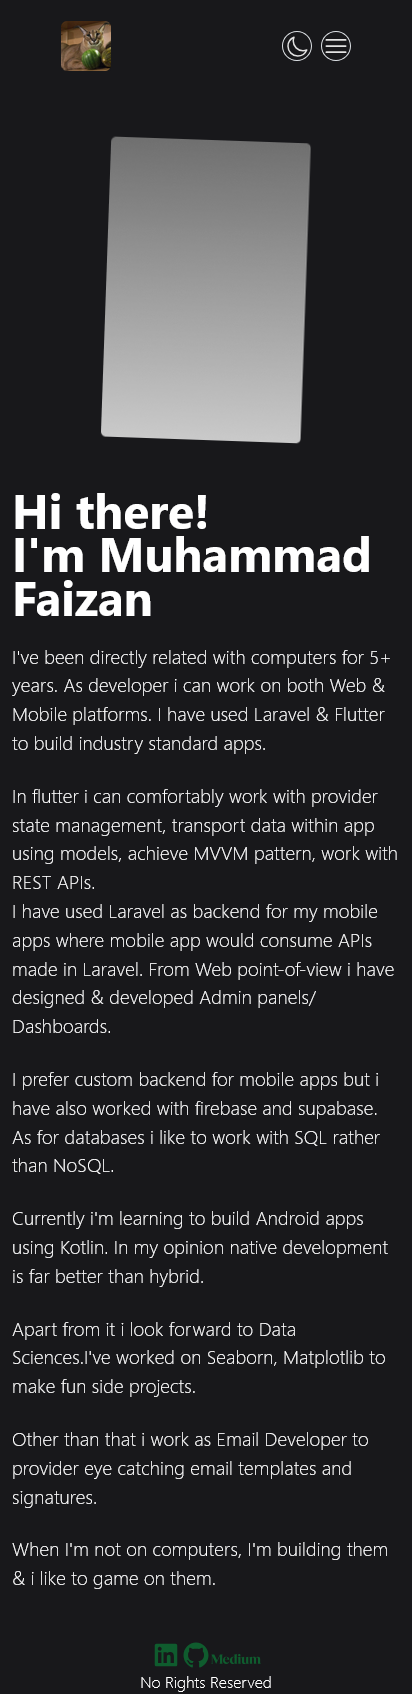 Hi there!
I'm Muhammad
Faizan
I've been directly related with computers for 5+
years. As developer i can work on both Web &
Mobile platforms. I have used Laravel & Flutter
to build industry standard apps.
In flutter i can comfortably work with provider
state management, transport data within app
using models, achieve MVVM pattern, work with
REST APIs.
I have used Laravel as backend for my mobile
apps where mobile app would consume APIs
made in Laravel. From Web point-of-view i have
designed & developed Admin panels/
Dashboards.
I prefer custom backend for mobile apps but i
have also worked with firebase and supabase.
As for databases i like to work with SQL rather
than NoSQL.
Currently i'm learning to build Android apps
using Kotlin. In my opinion native development
is far better than hybrid.
Apart from it i look forward to Data
Sciences.I've worked on Seaborn, Matplotlib to
make fun side projects.
Other than that i work as Email Developer to
provider eye catching email templates and
signatures.
When I'm not on computers, I'm building them
& i like to game on them.
in Medium
No Rights Reserved